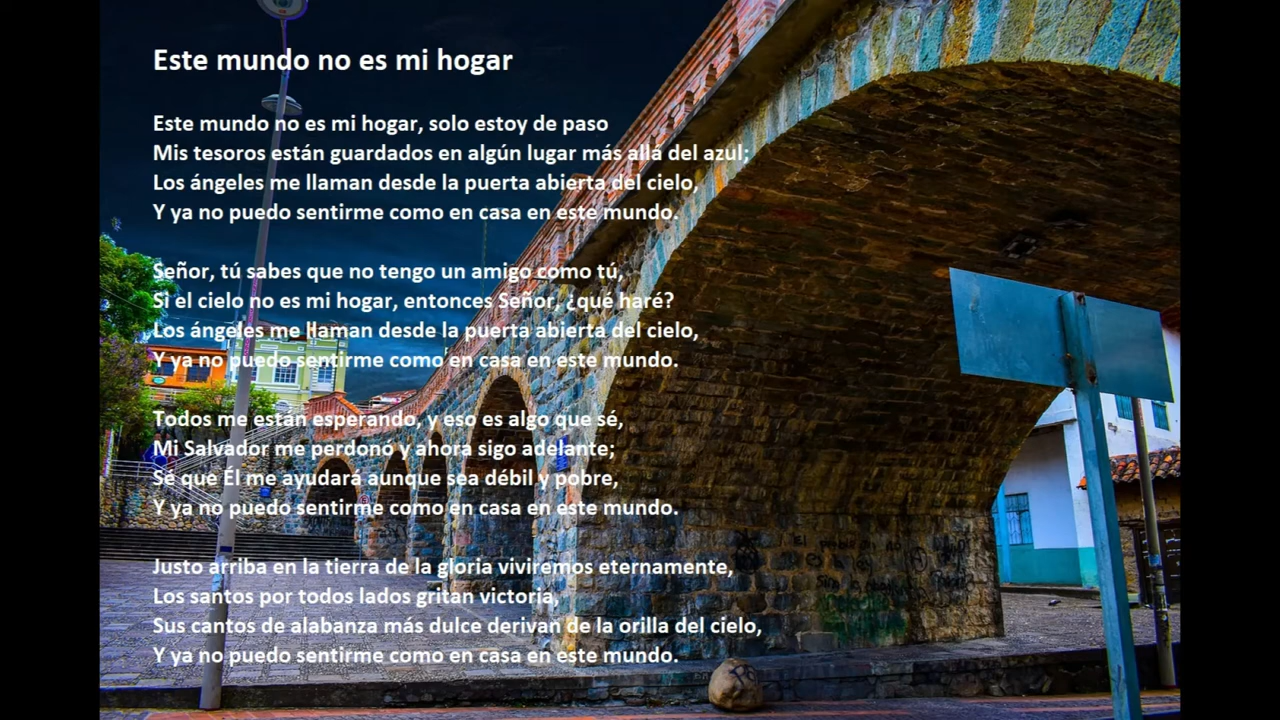 Este mundo no es mi hogar
Este mundo no es mi hogar, solo estoy de paso
Mis tesoros están guardados en algún lugar más allá del azul;
Los ángeles me llaman desde la puerta abierta del cielo,
Y ya no puedo sentirme como en casa en este mundo.
Señor, tú sabes que no tengo un amigo como tú,
Si el cielo no es mi hogar, entonces Señor, ¿qué haré?
Los ángeles me llaman desde la puerta abierta del cielo,
Y ya no puedo sentirme como en casa en este mundo.
Todos me están esperando, y eso es algo que sé,
Mi Salvador me perdonó y ahora sigo adelante;
Sé que Él me ayudará aunque sea débil y pobre,
Y ya no puedo sentirme como en casa en este mundo.
Justo arriba en la tierra de la gloria viviremos eternamente,
Los santos por todos lados gritan victoria,
Sus cantos de alabanza más dulce derivan de la orilla del cielo,
Y ya no puedo sentirme como en casa en este mundo.